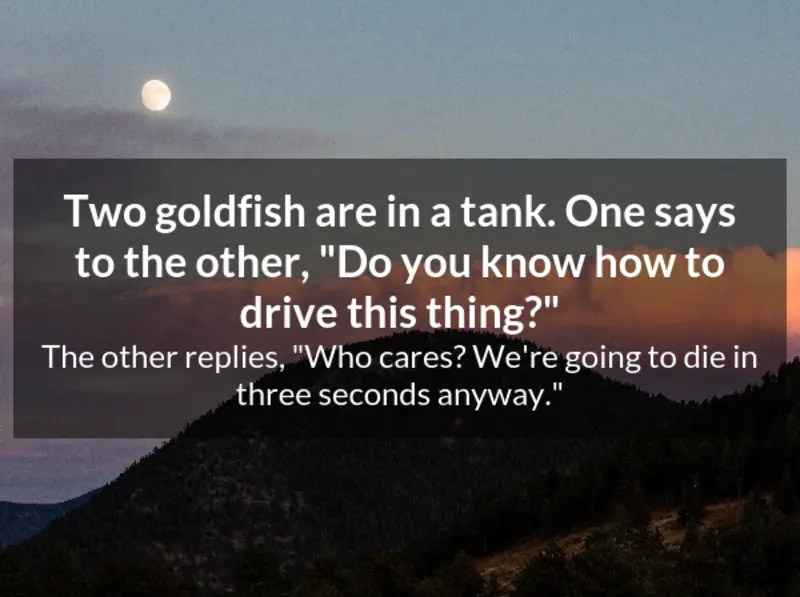 Two goldfish are in a tank. One says
to the other, "Do you know how to
drive this thing?"
The other replies, "Who cares? We're going to die in
three seconds anyway."